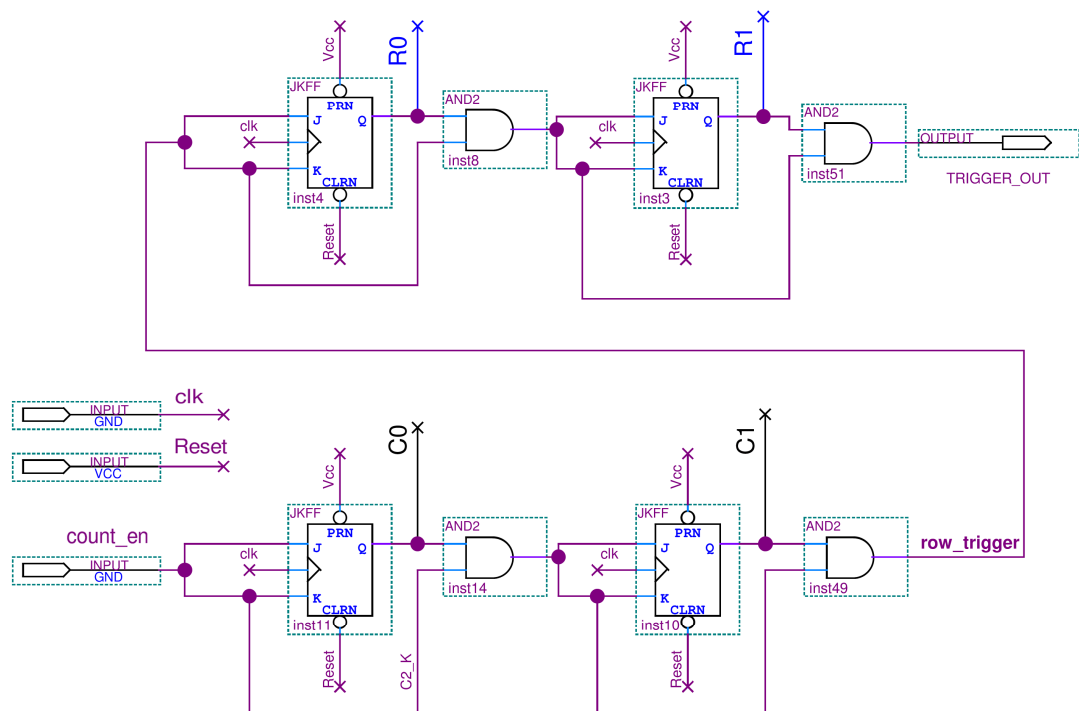 R0
R1
Vcc
Vcc
JKFF
PRN
J
Q
clk
K
CLRN
inst4
Reset
AND2
inst8
JKFF
PRN
J
Q
clk
K
CLRN
inst3
Reset
AND2
inst51
OUTPUT
TRIGGER_OUT
clk
INPUT
GND
Reset
INPUT
VCC
count_en
INPUT
GND
C0
C1
Vcc
Vcc
JKFF
PRN
J
Q
clk
K
CLRN
inst11
Reset
AND2
inst14
C2_K
JKFF
PRN
J
Q
clk
K
CLRN
inst10
Reset
AND2
inst49
row_trigger